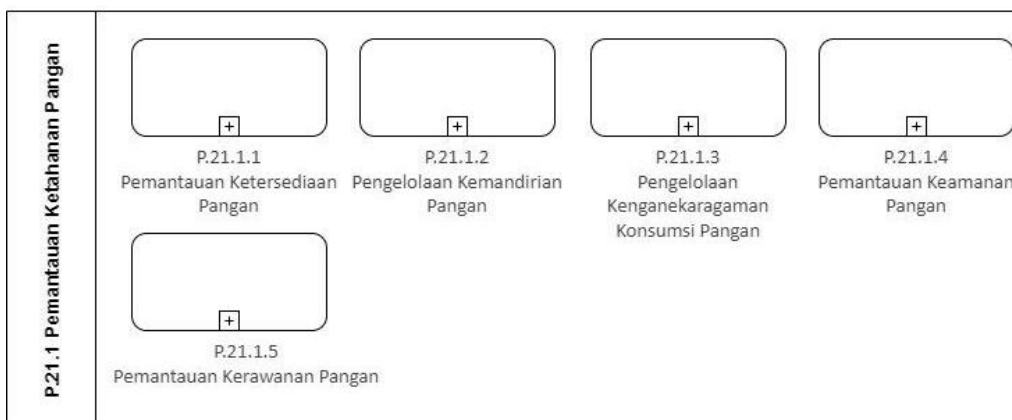 P.21.1 Pemantauan Ketahanan Pangan
P.21.1.1
Pemantauan Ketersediaan
Pangan
P.21.1.2
Pengelolaan Kemandirian
Pangan
P.21.1.3
Pengelolaan
Kenganekaragaman
Konsumsi Pangan
P.21.1.4
Pemantauan Keamanan
Pangan
P.21.1.5
Pemantauan Kerawanan Pangan